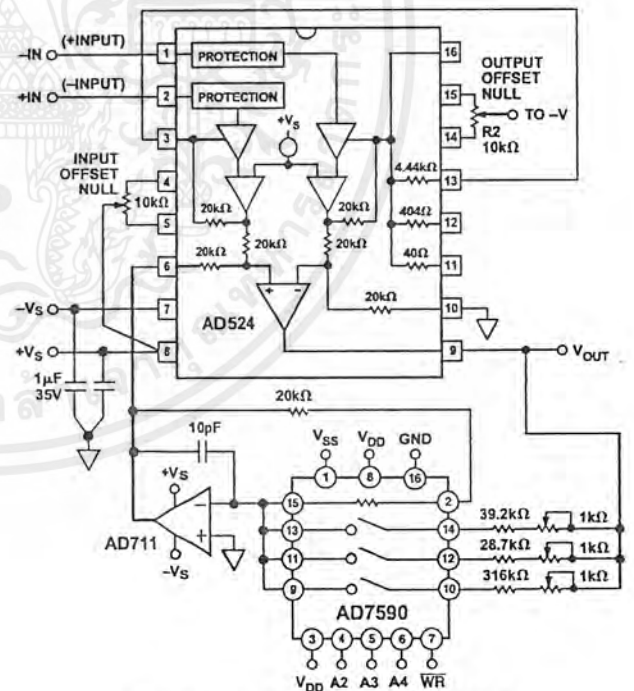 –IN (+INPUT) 1 PROTECTION 16
+IN (–INPUT) 2 PROTECTION 15
OUTPUT
OFFSET
NULL
TO –V
+VS
3 14
R2
10kΩ
INPUT
OFFSET
NULL
4 4.44kΩ 13
10kΩ
5 404Ω 12
20kΩ 20kΩ
20kΩ 20kΩ 40Ω 11
6 20kΩ
–VS 7 + – 20kΩ 10
AD524
+VS 8 9 VOUT
1μF
35V
20kΩ
10pF
VSS VDD GND
1 8 16
+VS
15 2
– 13 14 39.2kΩ 1kΩ
+ 11 12 28.7kΩ 1kΩ
AD711
–VS
9 10 316kΩ 1kΩ
AD7590
3 4 5 6 7
VDD A2 A3 A4 WR